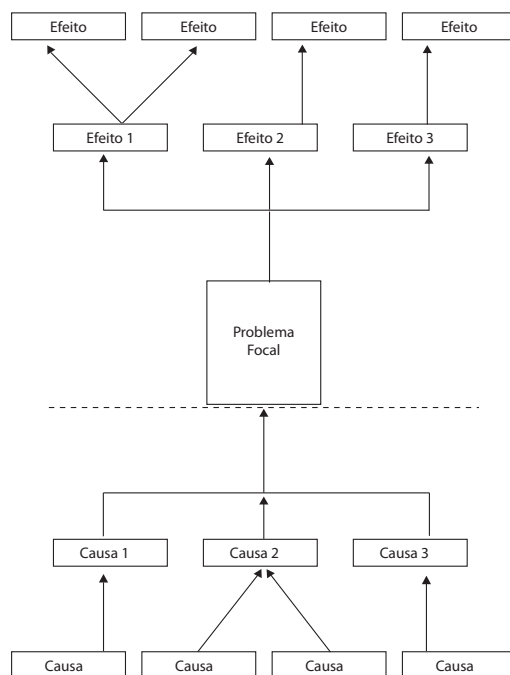 Efeito
Efeito
Efeito
Efeito
Efeito 1
Efeito 2
Efeito 3
Problema
Focal
Causa 1
Causa 2
Causa 3
Causa
Causa
Causa
Causa